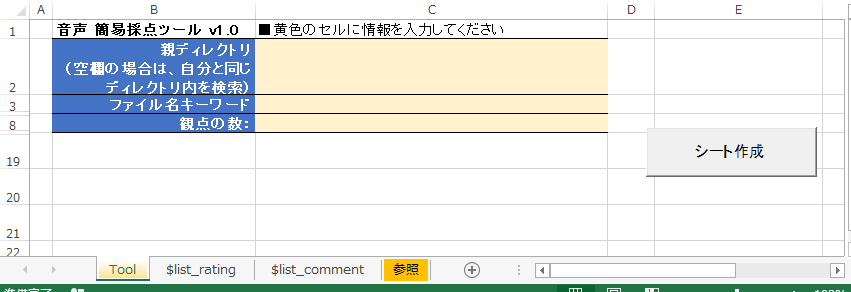 A B C D E
1 音声 簡易採点ツール v1.0 ■黄色のセルに情報を入力してください
親ディレクトリ
(空欄の場合は、自分と同じ
2 ディレクトリ内を検索)
3 ファイル名キーワード
8 観点の数:
シート作成
19
20
21
22
Tool $list_rating $list_comment 参照